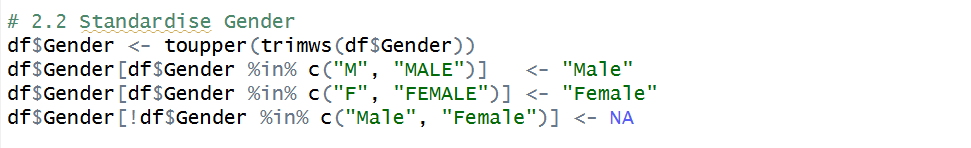 # 2.2 Standardise Gender
df$Gender <- toupper(trimws(df$Gender))
df$Gender[df$Gender %in% c("M", "MALE")]   <- "Male"
df$Gender[df$Gender %in% c("F", "FEMALE")] <- "Female"
df$Gender[!df$Gender %in% c("Male", "Female")] <- NA